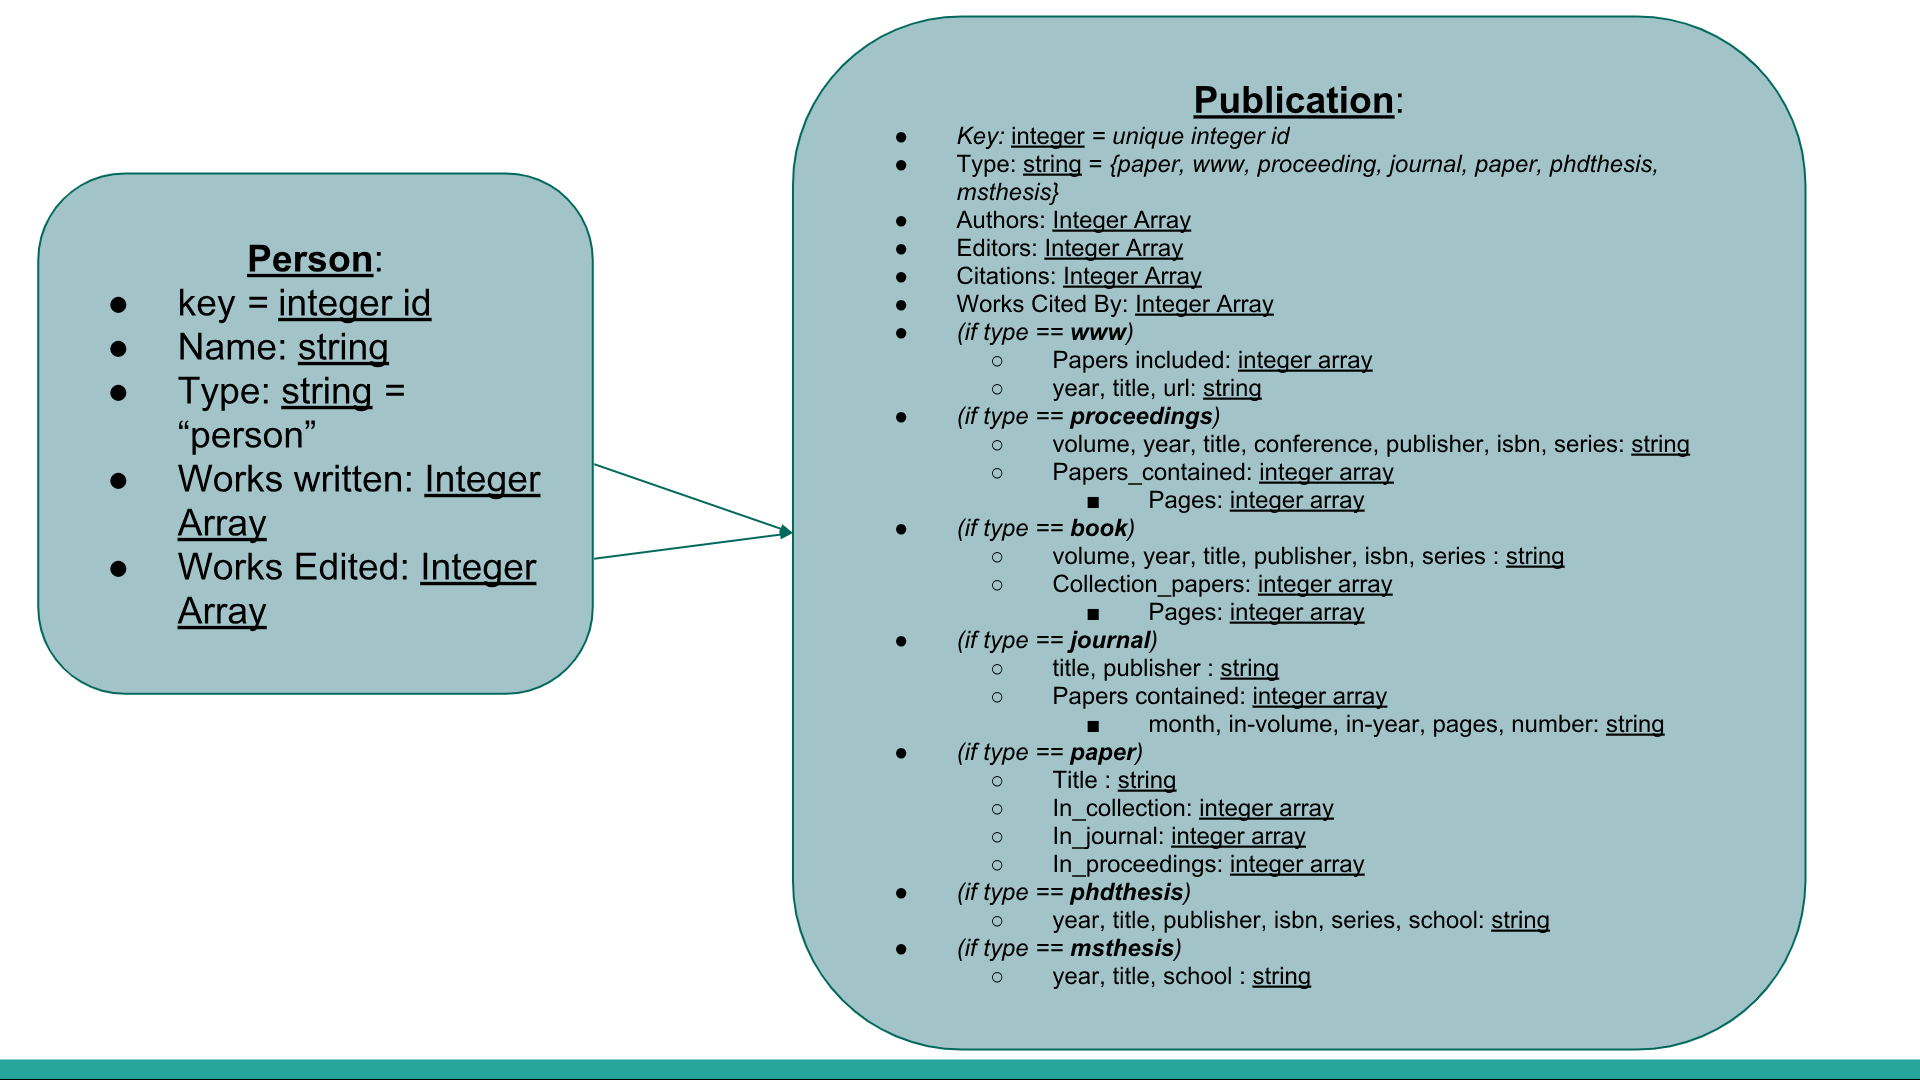 Person:
● key = integer id
● Name: string
● Type: string =
“person”
● Works written: Integer
Array
● Works Edited: Integer
Array
Publication:
● Key: integer = unique integer id
● Type: string = {paper, www, proceeding, journal, paper, phdthesis,
msthesis}
● Authors: Integer Array
● Editors: Integer Array
● Citations: Integer Array
● Works Cited By: Integer Array
● (if type == www)
○ Papers included: integer array
○ year, title, url: string
● (if type == proceedings)
○ volume, year, title, conference, publisher, isbn, series: string
○ Papers_contained: integer array
■ Pages: integer array
● (if type == book)
○ volume, year, title, publisher, isbn, series : string
○ Collection_papers: integer array
■ Pages: integer array
● (if type == journal)
○ title, publisher : string
○ Papers contained: integer array
■ month, in-volume, in-year, pages, number: string
● (if type == paper)
○ Title : string
○ In_collection: integer array
○ In_journal: integer array
○ In_proceedings: integer array
● (if type == phdthesis)
○ year, title, publisher, isbn, series, school: string
● (if type == msthesis)
○ year, title, school : string